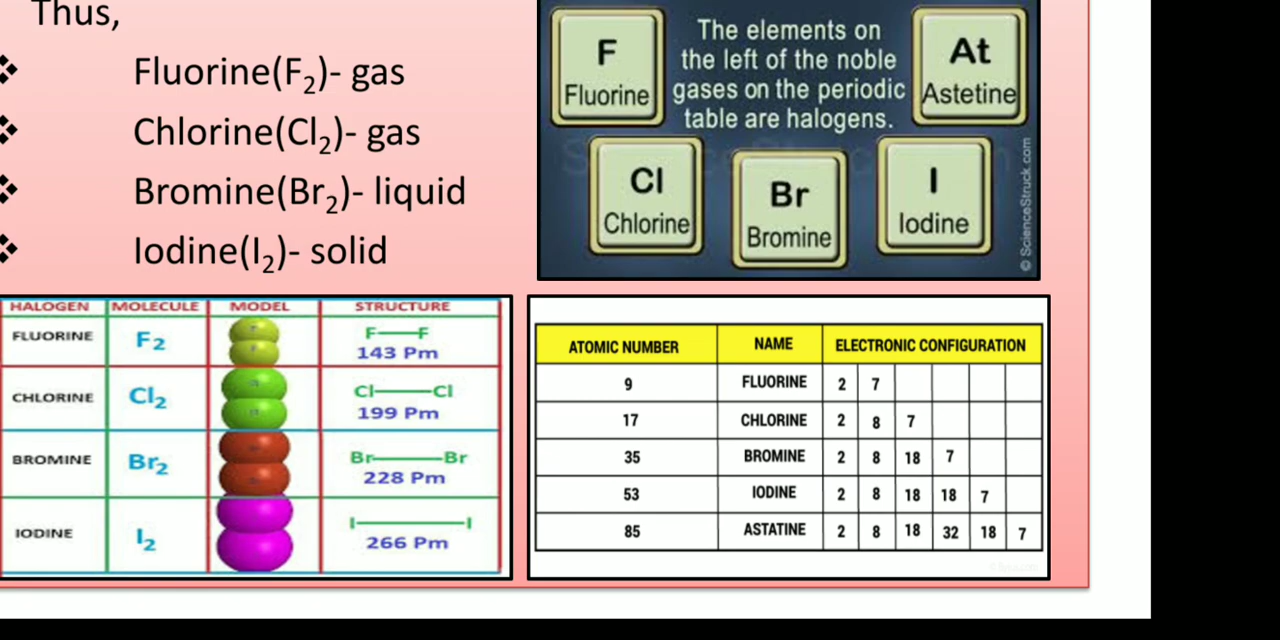 Thus,
❖ Fluorine(F₂)- gas
❖ Chlorine(Cl₂)- gas
❖ Bromine(Br₂)- liquid
❖ Iodine(I₂)- solid
F
Fluorine
The elements on
the left of the noble
gases on the periodic
table are halogens.
At
Astetine
Cl
Chlorine
Br
Bromine
I
Iodine
© ScienceStruck.com
HALOGEN MOLECULE MODEL STRUCTURE
FLUORINE F₂ F—F
143 Pm
CHLORINE Cl₂ Cl—Cl
199 Pm
BROMINE Br₂ Br—Br
228 Pm
IODINE I₂ I—I
266 Pm
ATOMIC NUMBER NAME ELECTRONIC CONFIGURATION
9 FLUORINE 2 7
17 CHLORINE 2 8 7
35 BROMINE 2 8 18 7
53 IODINE 2 8 18 18 7
85 ASTATINE 2 8 18 32 18 7